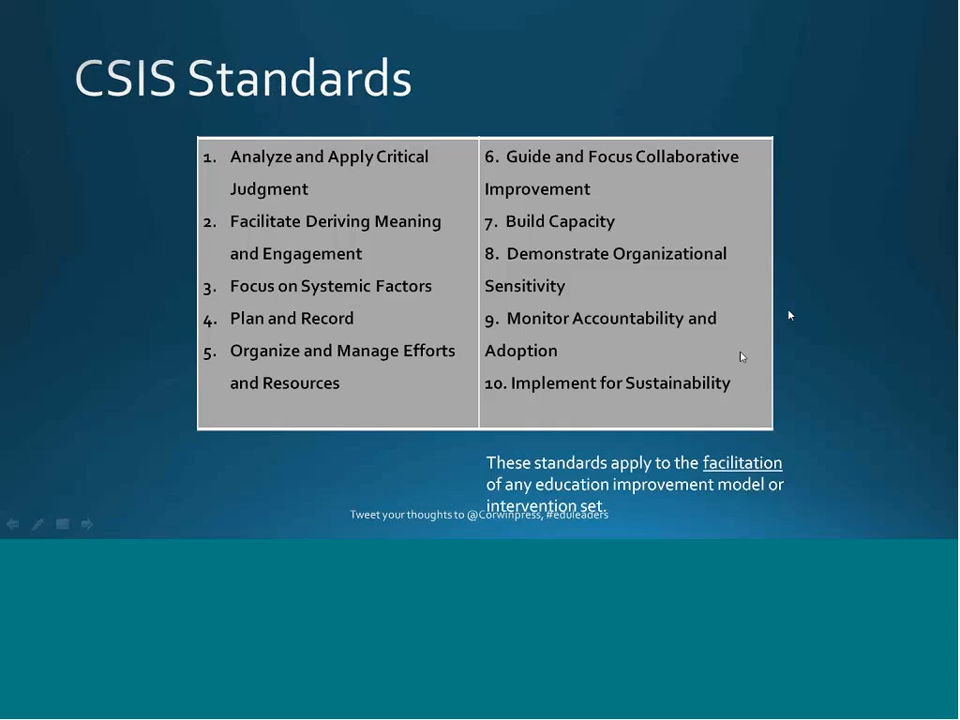 CSIS Standards
1. Analyze and Apply Critical
Judgment
2. Facilitate Deriving Meaning
and Engagement
3. Focus on Systemic Factors
4. Plan and Record
5. Organize and Manage Efforts
and Resources
6. Guide and Focus Collaborative
Improvement
7. Build Capacity
8. Demonstrate Organizational
Sensitivity
9. Monitor Accountability and
Adoption
10. Implement for Sustainability
These standards apply to the facilitation
of any education improvement model or
intervention set.
Tweet your thoughts to @Corwinpress, #eduleaders